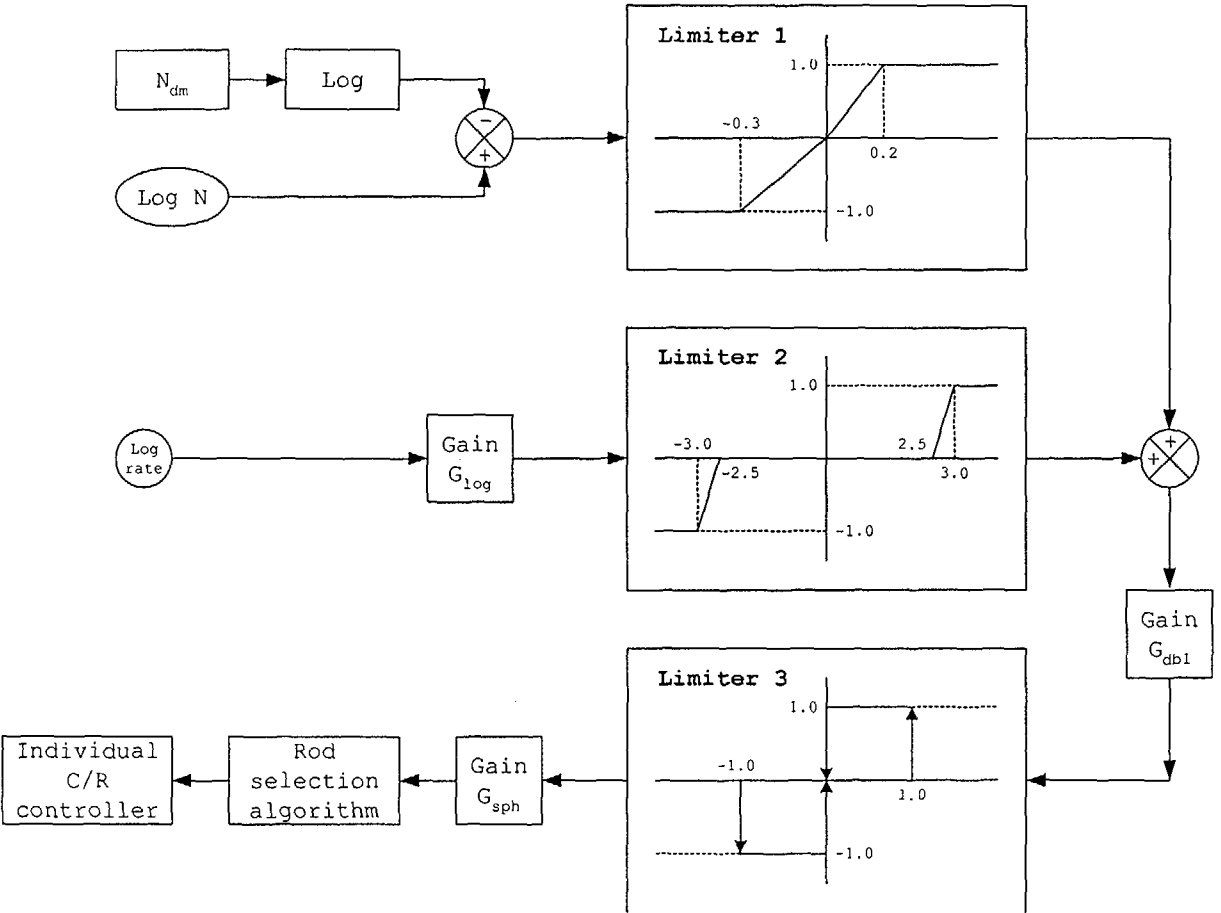 Limiter 1
1.0
-0.3
0.2
-1.0
N_dm
Log
−
+
Log N
Limiter 2
1.0
-3.0
-2.5
2.5
3.0
-1.0
Log
rate
Gain
G_log
+
+
Gain
G_dbl
Limiter 3
1.0
-1.0
1.0
-1.0
Gain
G_sph
Rod
selection
algorithm
Individual
C/R
controller